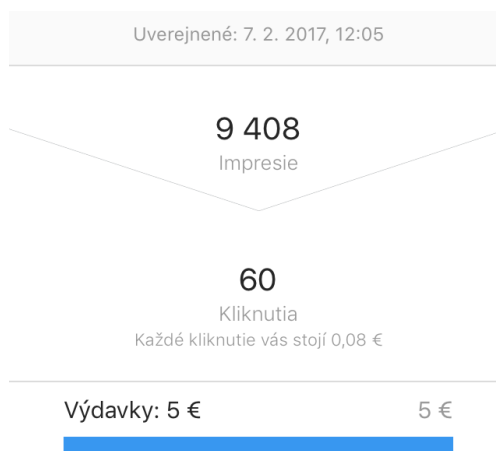 Uverejnené: 7. 2. 2017, 12:05
9 408
Impresie
60
Kliknutia
Každé kliknutie vás stojí 0,08 €
Výdavky: 5 € 5 €